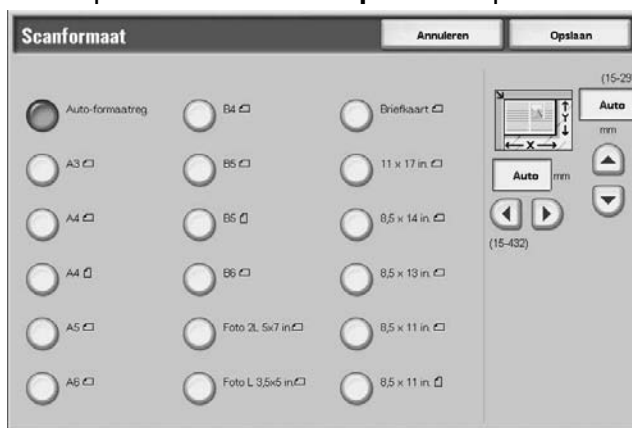 Scanformaat
Annuleren
Opslaan
Auto-formaatreg
A3
A4
A4
A5
A6
B4
B5
B5
B6
Foto 2L 5x7 in.
Foto L 3,5x5 in.
Briefkaart
11 x 17 in.
8,5 x 14 in.
8,5 x 13 in.
8,5 x 11 in.
8,5 x 11 in.
(15-29
Y
X
Auto
mm
Auto mm
(15-432)